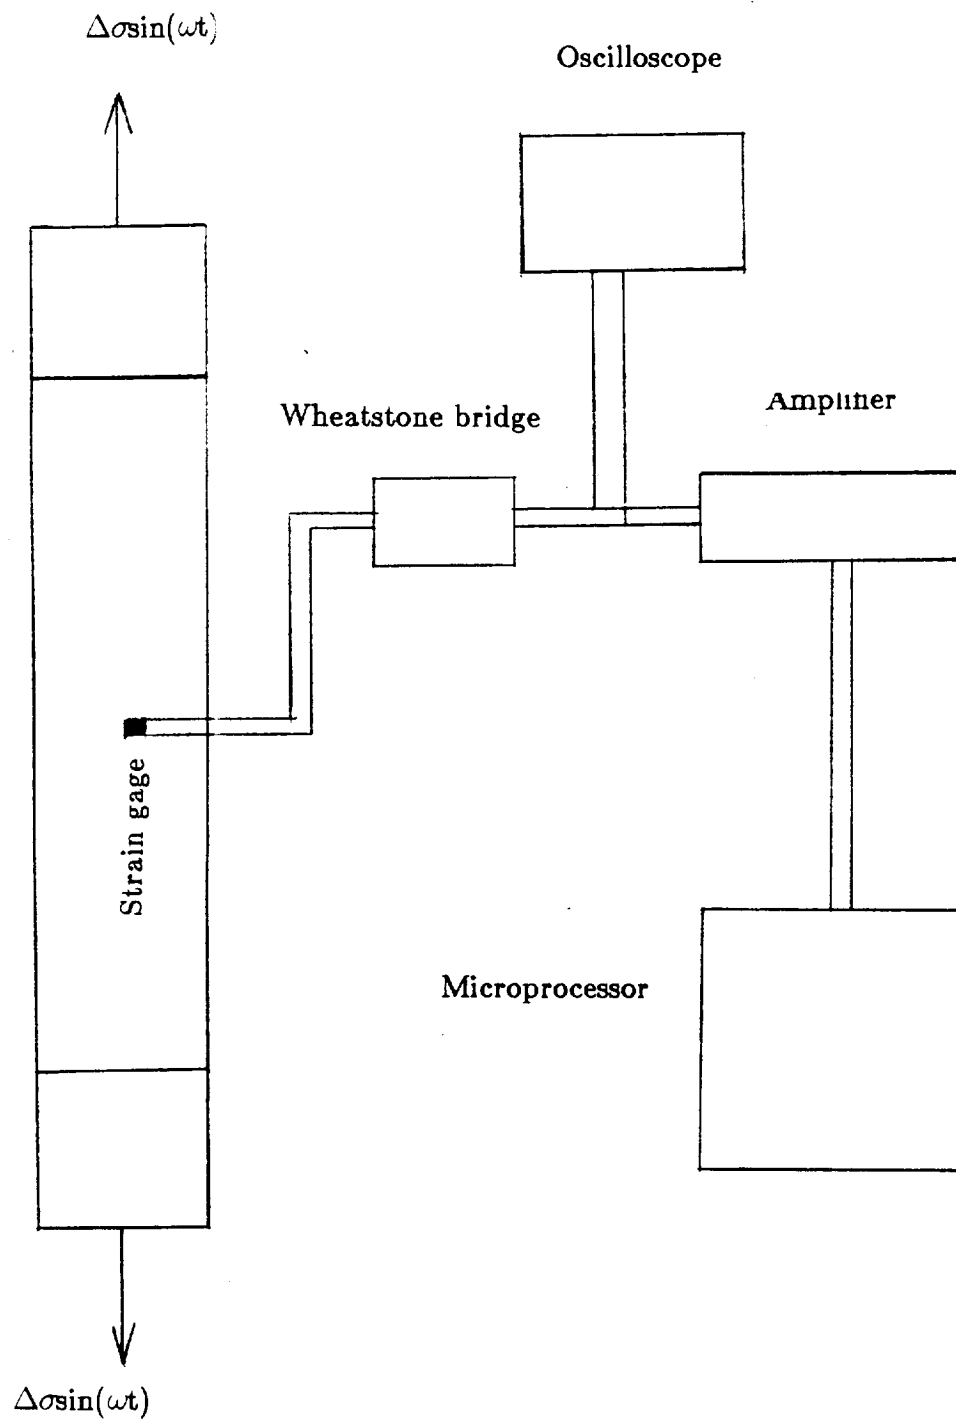 Δσsin(ωt)
Oscilloscope
Wheatstone bridge
Amplifier
Strain gage
Microprocessor
Δσsin(ωt)